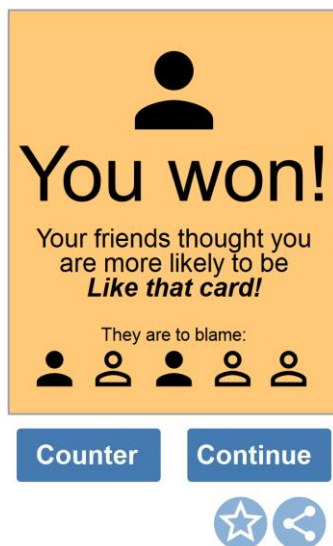 You won!
Your friends thought you
are more likely to be
Like that card!
They are to blame:
Counter
Continue